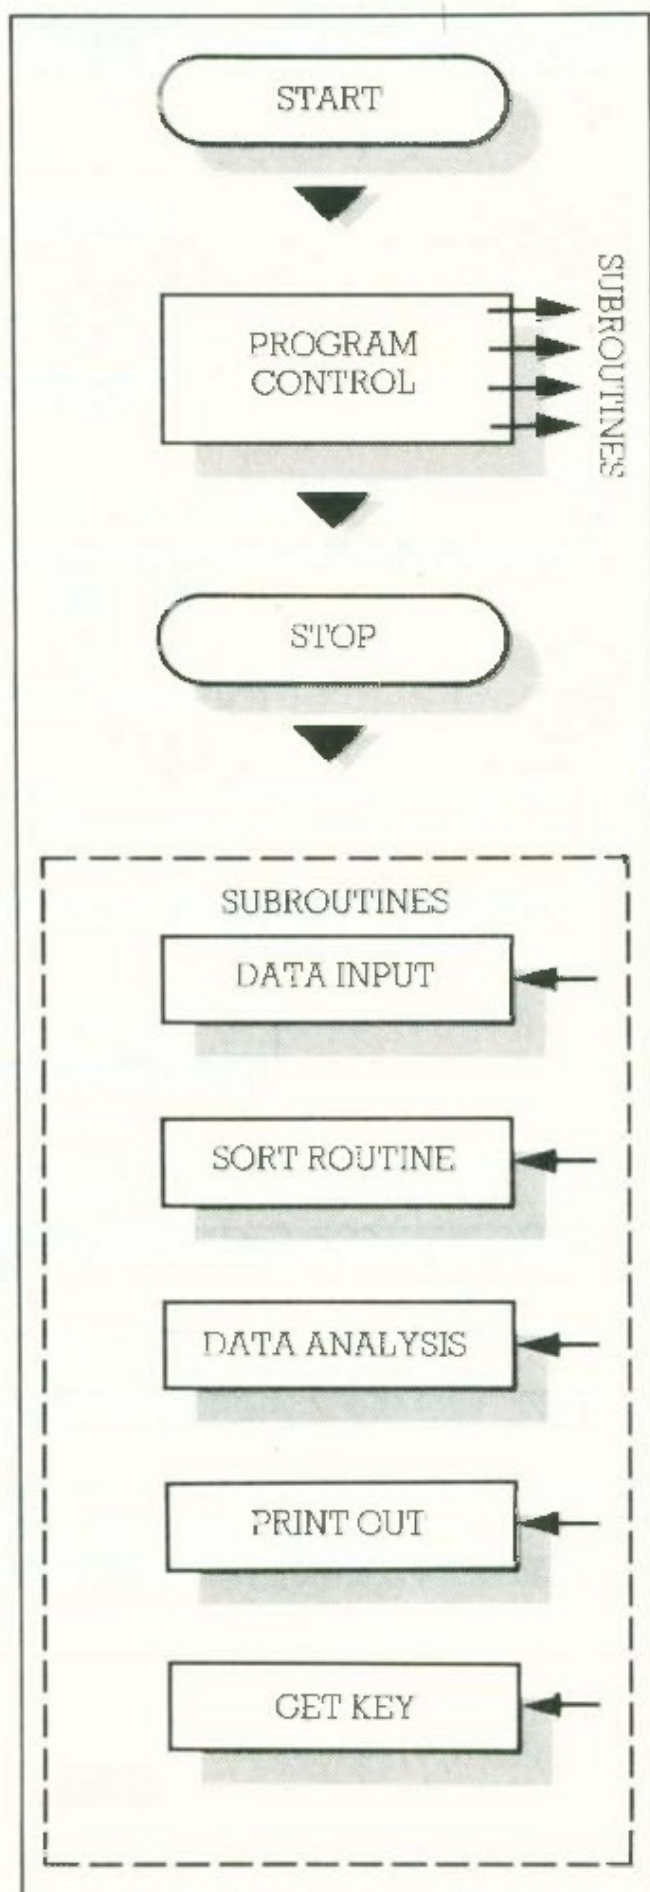 START
PROGRAM
CONTROL
SUBROUTINES
STOP
SUBROUTINES
DATA INPUT
SORT ROUTINE
DATA ANALYSIS
PRINT OUT
GET KEY